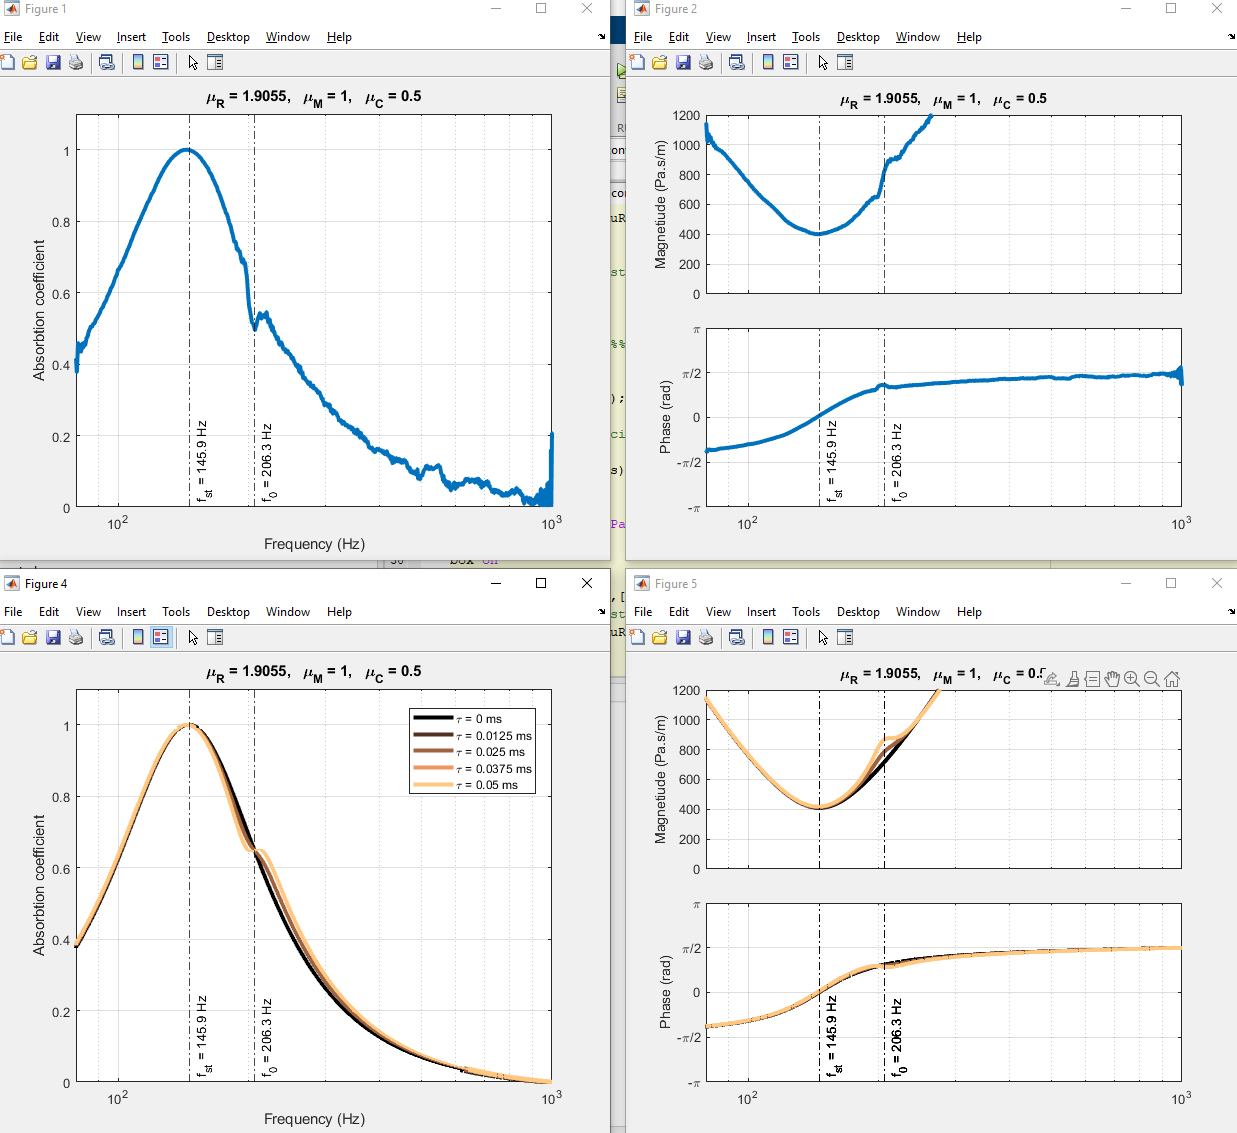 Figure 1
File Edit View Insert Tools Desktop Window Help
μR = 1.9055, μM = 1, μC = 0.5
Absorbtion coefficient
1
0.8
0.6
0.4
0.2
0
fst = 145.9 Hz
f0 = 206.3 Hz
10^2
10^3
Frequency (Hz)
Figure 2
File Edit View Insert Tools Desktop Window Help
μR = 1.9055, μM = 1, μC = 0.5
Magnetiude (Pa.s/m)
1200
1000
800
600
400
200
0
Phase (rad)
π
π/2
0
-π/2
-π
fst = 145.9 Hz
f0 = 206.3 Hz
10^2
10^3
Figure 4
File Edit View Insert Tools Desktop Window Help
μR = 1.9055, μM = 1, μC = 0.5
τ = 0 ms
τ = 0.0125 ms
τ = 0.025 ms
τ = 0.0375 ms
τ = 0.05 ms
Absorbtion coefficient
1
0.8
0.6
0.4
0.2
0
fst = 145.9 Hz
f0 = 206.3 Hz
10^2
10^3
Frequency (Hz)
Figure 5
File Edit View Insert Tools Desktop Window Help
μR = 1.9055, μM = 1, μC = 0.5
Magnetiude (Pa.s/m)
1200
1000
800
600
400
200
0
Phase (rad)
π
π/2
0
-π/2
-π
fst = 145.9 Hz
f0 = 206.3 Hz
10^2
10^3